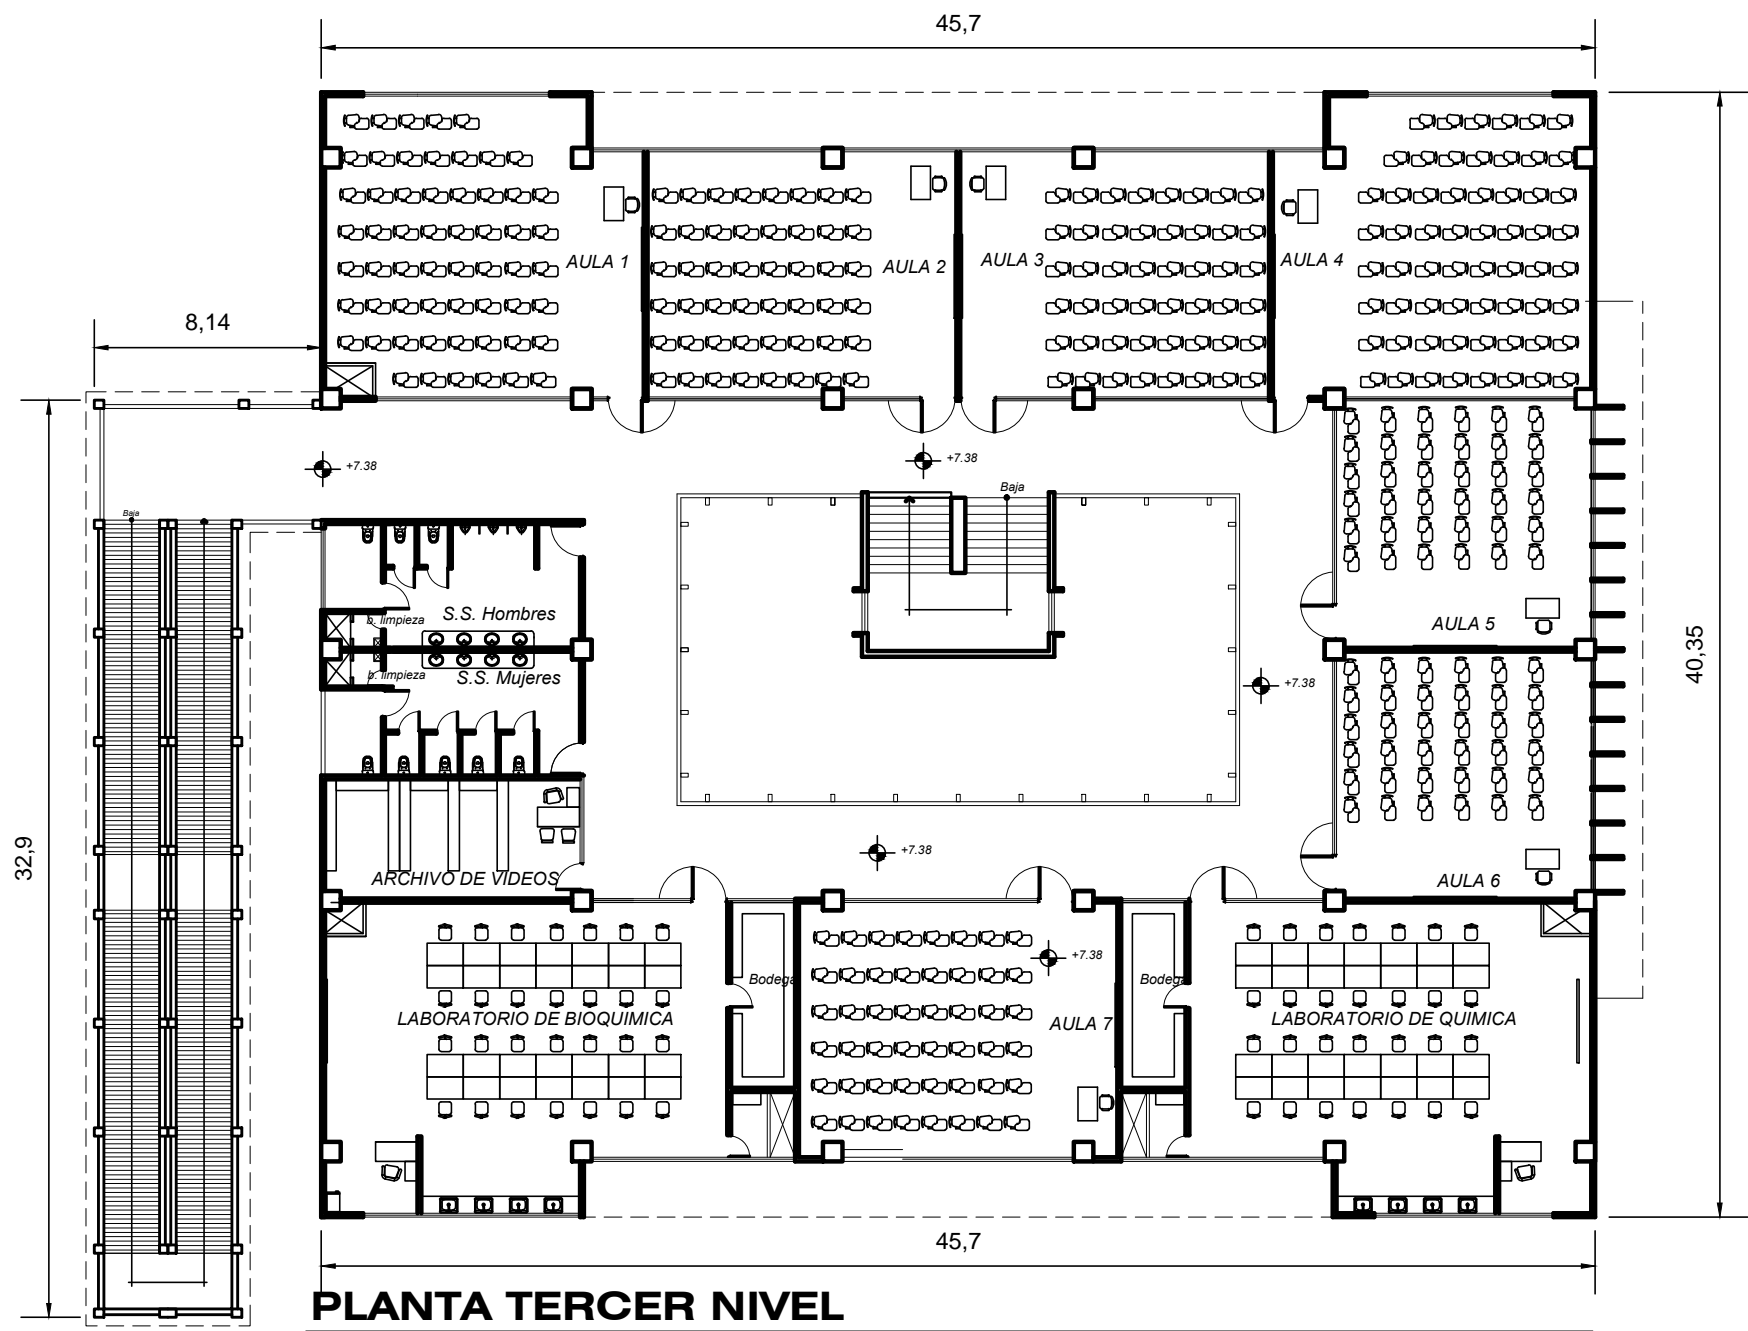 45,7
AULA 1
AULA 2
AULA 3
AULA 4
8,14
+7.38
+7.38
Baja
Baja
S.S. Hombres
b. limpieza
AULA 5
b. limpieza
S.S. Mujeres
+7.38
40,35
32,9
+7.38
ARCHIVO DE VIDEOS
AULA 6
+7.38
Bodega
Bodega
LABORATORIO DE BIOQUIMICA
AULA 7
LABORATORIO DE QUIMICA
45,7
PLANTA TERCER NIVEL